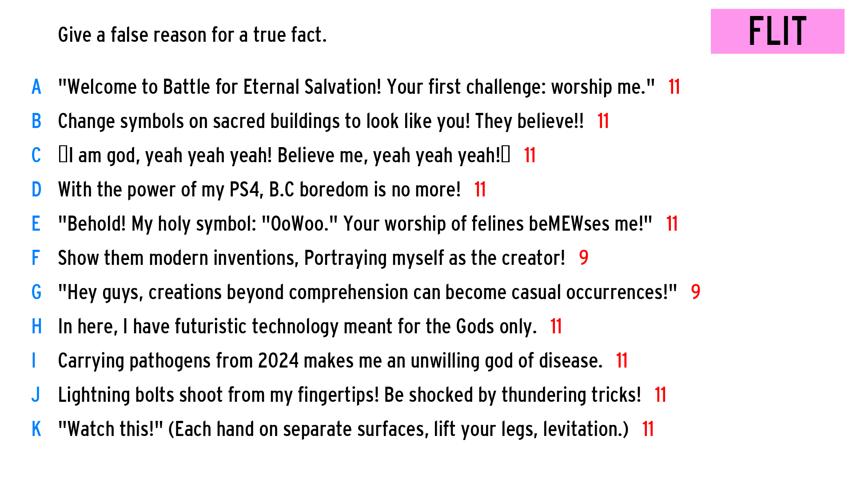 Give a false reason for a true fact.
FLIT
A "Welcome to Battle for Eternal Salvation! Your first challenge: worship me." 11
B Change symbols on sacred buildings to look like you! They believe!! 11
C I am god, yeah yeah yeah! Believe me, yeah yeah yeah! 11
D With the power of my PS4, B.C boredom is no more! 11
E "Behold! My holy symbol: "OoWoo." Your worship of felines beMEWses me!" 11
F Show them modern inventions, Portraying myself as the creator! 9
G "Hey guys, creations beyond comprehension can become casual occurrences!" 9
H In here, I have futuristic technology meant for the Gods only. 11
I Carrying pathogens from 2024 makes me an unwilling god of disease. 11
J Lightning bolts shoot from my fingertips! Be shocked by thundering tricks! 11
K "Watch this!" (Each hand on separate surfaces, lift your legs, levitation.) 11